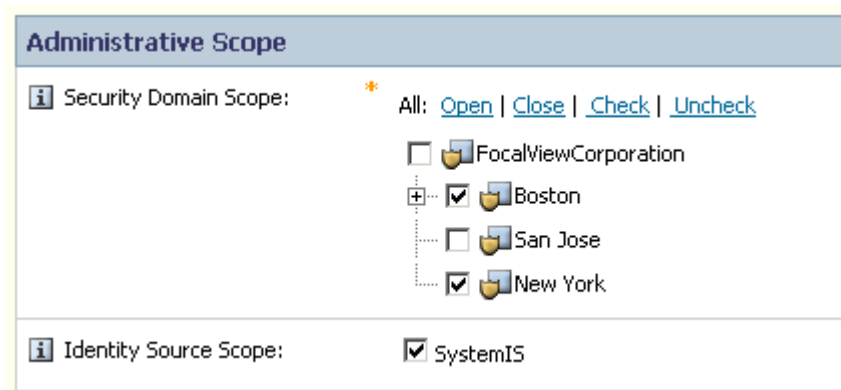 Administrative Scope
Security Domain Scope: * All: Open | Close | Check | Uncheck
FocalViewCorporation
Boston
San Jose
New York
Identity Source Scope: SystemIS